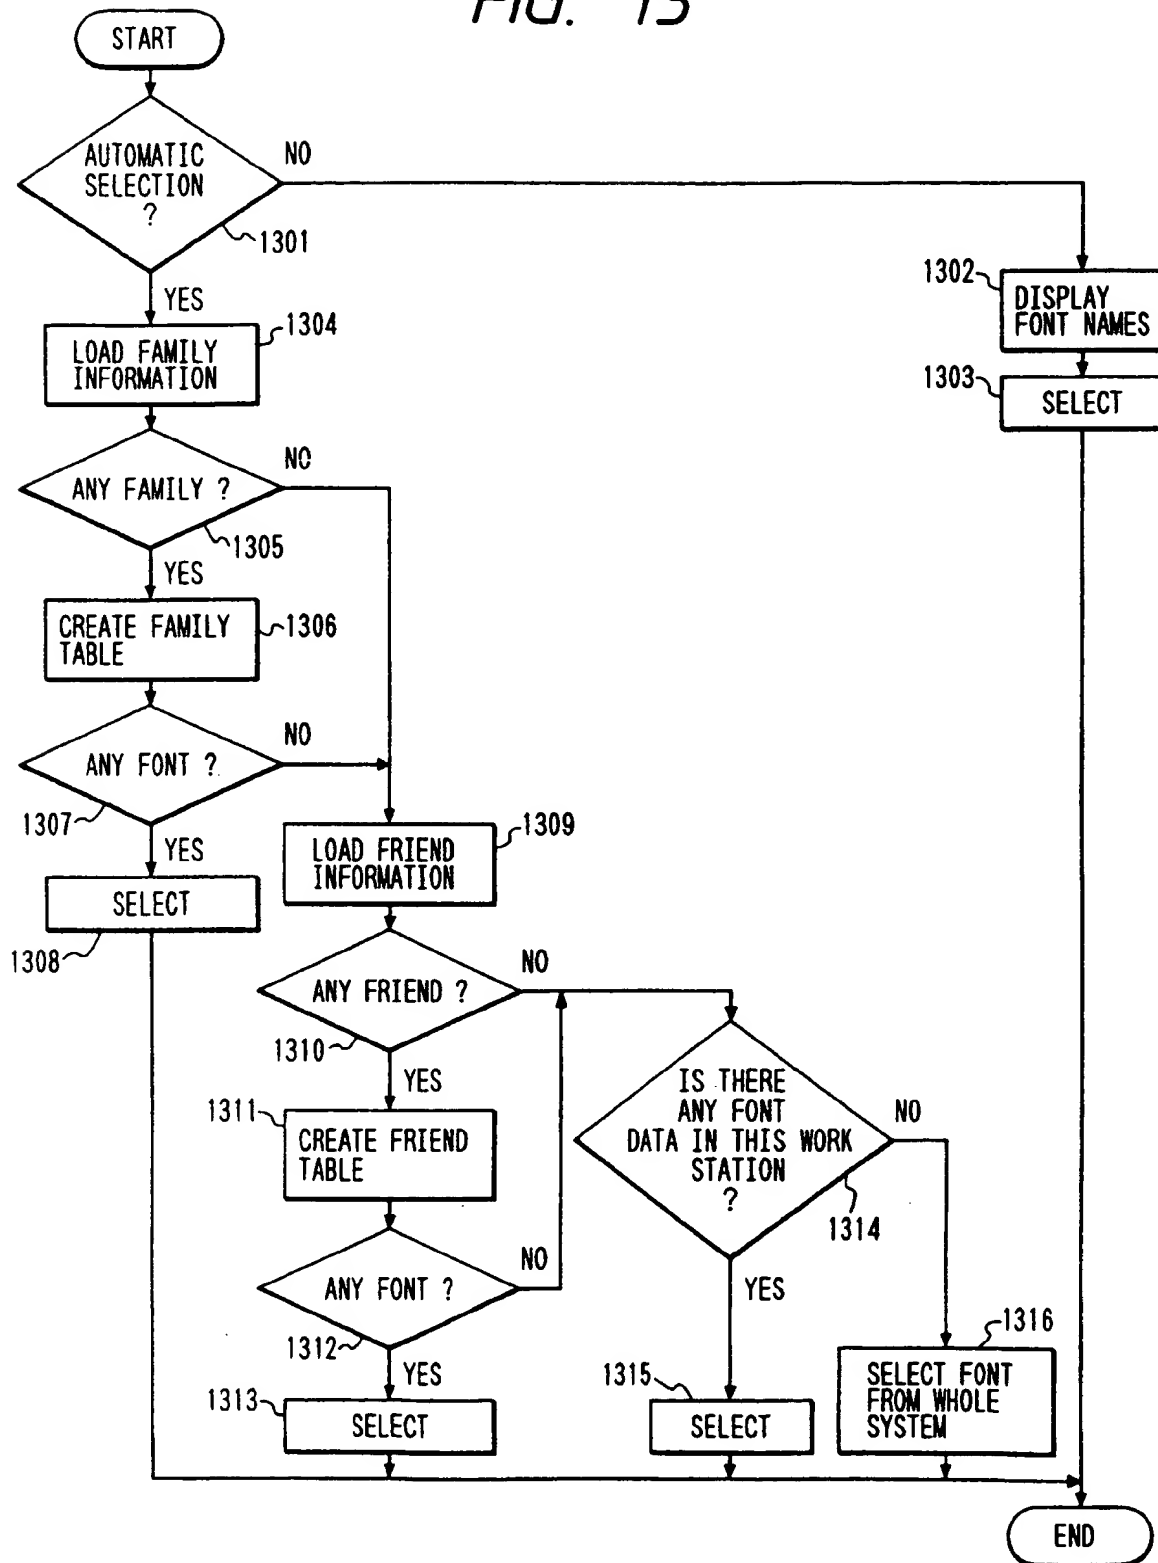 FIG. 13
START
AUTOMATIC
SELECTION
?
NO
1301
YES
1302
DISPLAY
FONT NAMES
1303
SELECT
1304
LOAD FAMILY
INFORMATION
ANY FAMILY ?
NO
1305
YES
CREATE FAMILY
TABLE
1306
ANY FONT ?
NO
1307
YES
SELECT
1308
LOAD FRIEND
INFORMATION
1309
ANY FRIEND ?
NO
1310
YES
1311
CREATE FRIEND
TABLE
ANY FONT ?
NO
1312
YES
1313
SELECT
IS THERE
ANY FONT
DATA IN THIS WORK
STATION
?
NO
1314
YES
1315
SELECT
1316
SELECT FONT
FROM WHOLE
SYSTEM
END